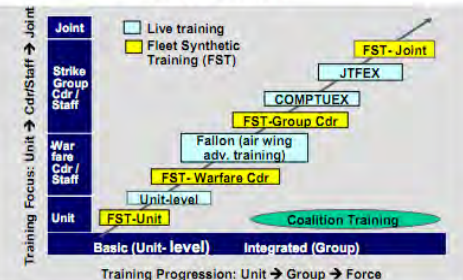 Training Focus: Unit → Cdr/Staff → Joint
Joint
Strike
Group
Cdr /
Staff
War
fare
Cdr /
Staff
Unit
Live training
Fleet Synthetic
Training (FST)
FST- Joint
JTFEX
COMPTUEX
FST-Group Cdr
Fallon (air wing
adv. training)
FST- Warfare Cdr
Unit-level
FST-Unit
Coalition Training
Basic (Unit- level)
Integrated (Group)
Training Progression: Unit → Group → Force